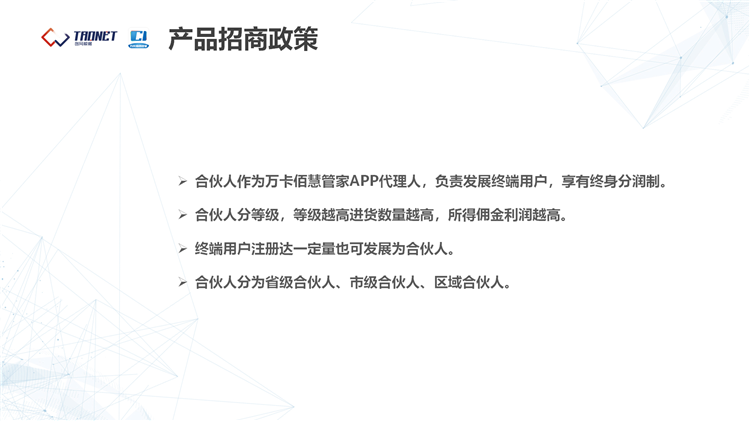 TAONET
CI
产品招商政策
合伙人作为万卡佰慧管家APP代理人，负责发展终端用户，享有终身分润制。
合伙人分等级，等级越高进货数量越高，所得佣金利润越高。
终端用户注册达一定量也可发展为合伙人。
合伙人分为省级合伙人、市级合伙人、区域合伙人。